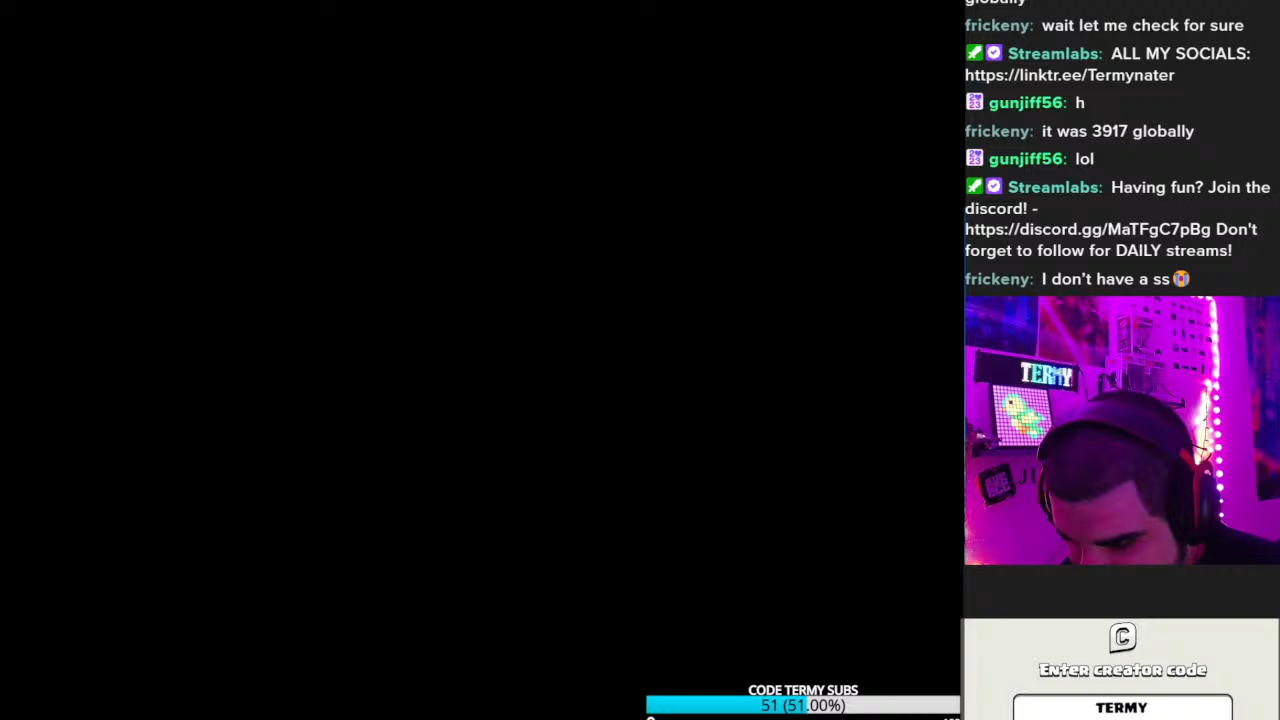 globally
frickeny: wait let me check for sure
Streamlabs: ALL MY SOCIALS:
https://linktr.ee/Termynater
gunjiff56: h
frickeny: it was 3917 globally
gunjiff56: lol
Streamlabs: Having fun? Join the
discord! -
https://discord.gg/MaTFgC7pBg Don't
forget to follow for DAILY streams!
frickeny: I don't have a ss😭
TERMY
C
Enter creator code
TERMY
CODE TERMY SUBS
51 (51.00%)